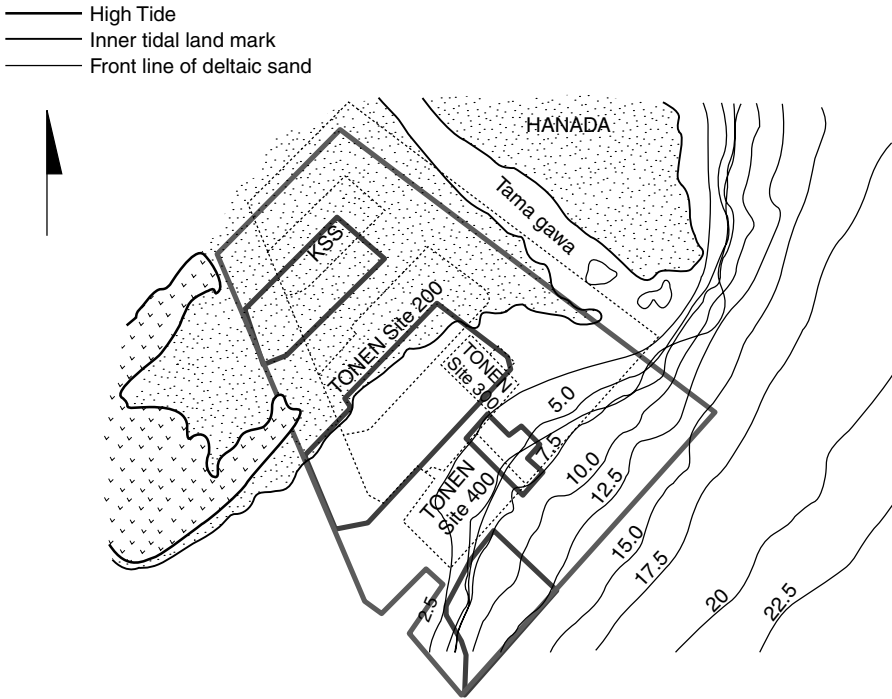 High Tide
Inner tidal land mark
Front line of deltaic sand
HANADA
Tama gawa
KSS
TONEN Site 200
TONEN
Site 300
5.0
7.5
TONEN
Site 400
10.0
12.5
15.0
17.5
2.5
20
22.5